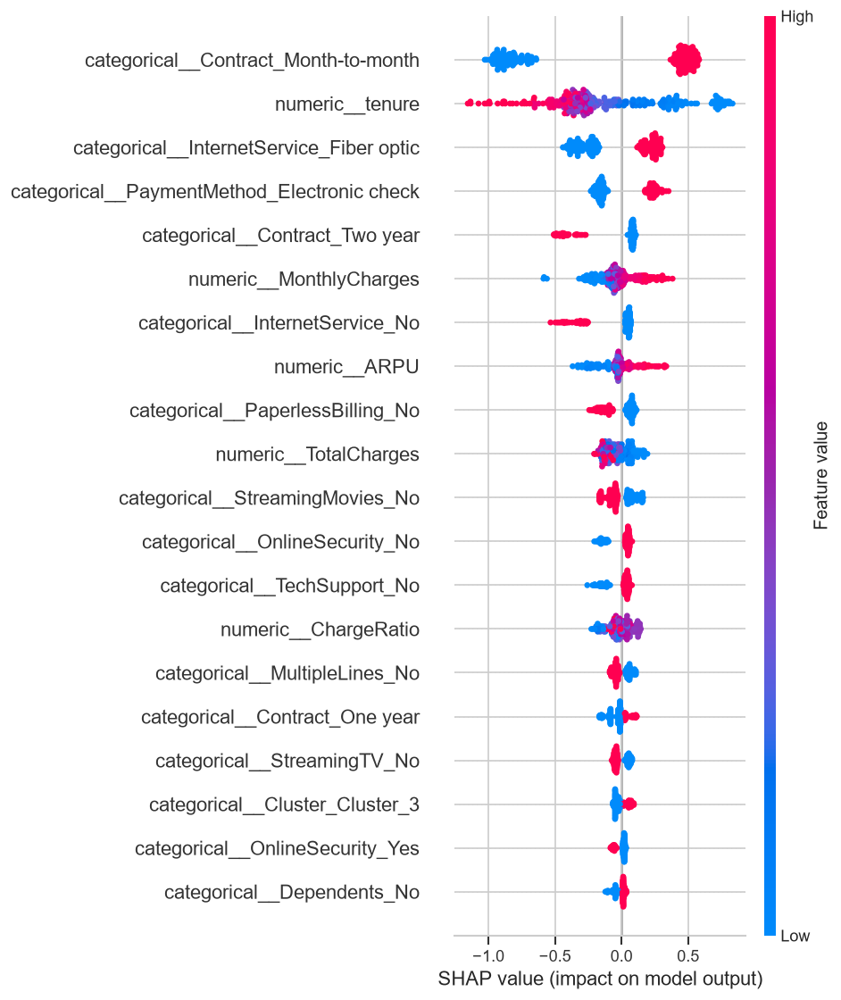 High
categorical__Contract_Month-to-month
numeric__tenure
categorical__InternetService_Fiber optic
categorical__PaymentMethod_Electronic check
categorical__Contract_Two year
numeric__MonthlyCharges
categorical__InternetService_No
numeric__ARPU
categorical__PaperlessBilling_No
numeric__TotalCharges
categorical__StreamingMovies_No
categorical__OnlineSecurity_No
categorical__TechSupport_No
numeric__ChargeRatio
categorical__MultipleLines_No
categorical__Contract_One year
categorical__StreamingTV_No
categorical__Cluster_Cluster_3
categorical__OnlineSecurity_Yes
categorical__Dependents_No
Feature value
Low
−1.0 −0.5 0.0 0.5
SHAP value (impact on model output)